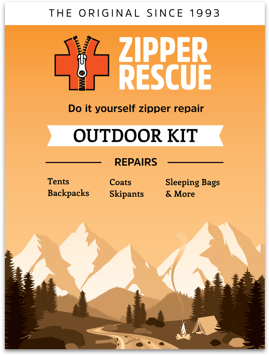 THE ORIGINAL SINCE 1993
ZIPPER
RESCUE
Do it yourself zipper repair
OUTDOOR KIT
REPAIRS
Tents
Backpacks
Coats
Skipants
Sleeping Bags
& More